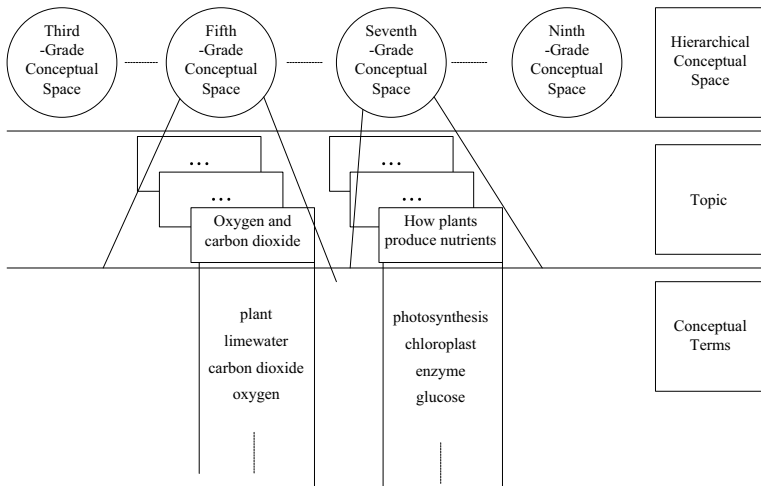 Third
-Grade
Conceptual
Space
Fifth
-Grade
Conceptual
Space
Seventh
-Grade
Conceptual
Space
Ninth
-Grade
Conceptual
Space
Hierarchical
Conceptual
Space
...
...
Oxygen and
carbon dioxide
...
...
How plants
produce nutrients
Topic
plant
limewater
carbon dioxide
oxygen
photosynthesis
chloroplast
enzyme
glucose
Conceptual
Terms